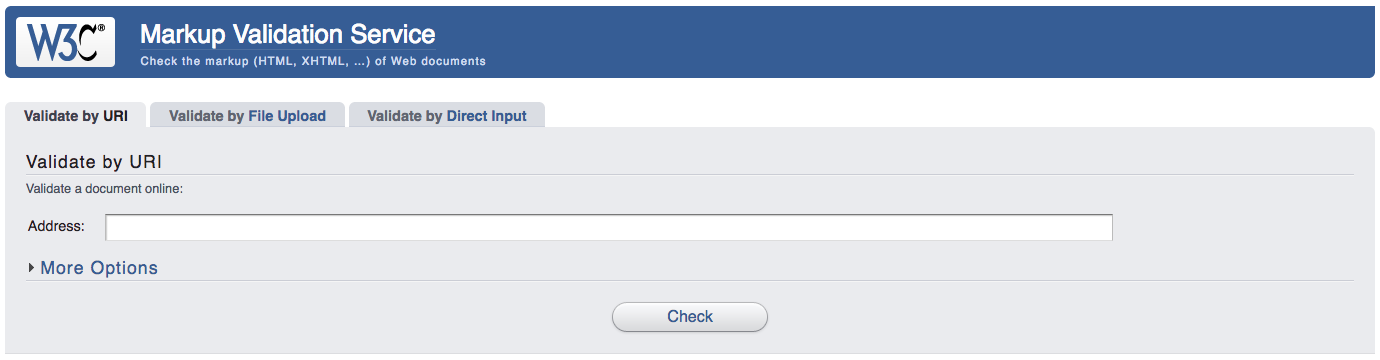 W3C®
Markup Validation Service
Check the markup (HTML, XHTML, …) of Web documents
Validate by URI
Validate by File Upload
Validate by Direct Input
Validate by URI
Validate a document online:
Address:
More Options
Check